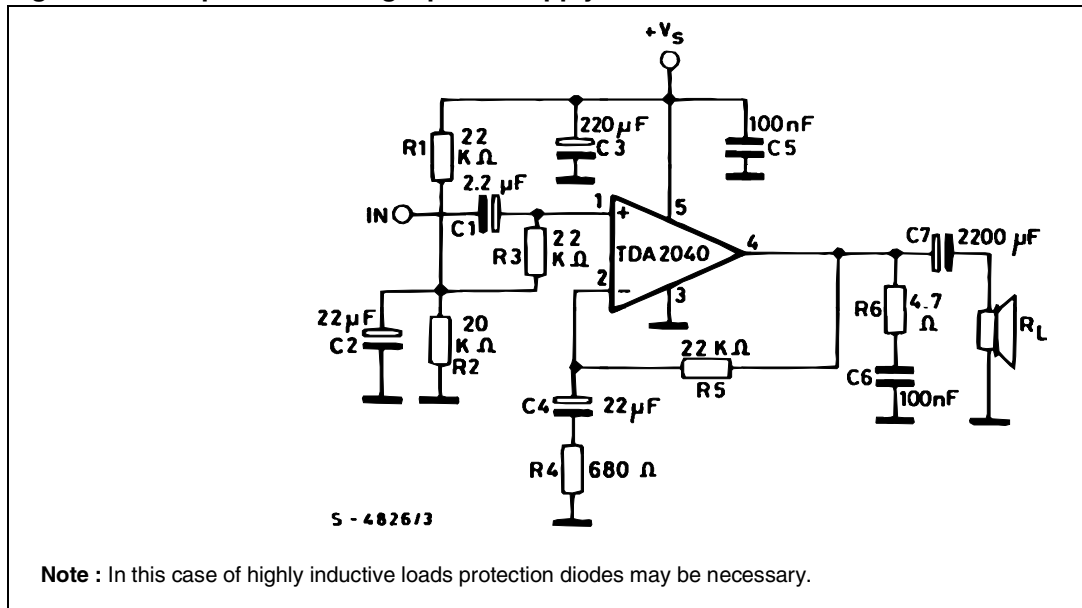 +VS
R1 22 KΩ
220 µF C3
100nF C5
2.2 µF
IN
C1
R3 22 KΩ
1
+
5
TDA2040
4
2
-
3
C7 2200 µF
R6 4.7 Ω
RL
22µF C2
20 KΩ R2
22 KΩ
R5
C6 100nF
C4 22µF
R4 680 Ω
S - 4826/3
Note : In this case of highly inductive loads protection diodes may be necessary.